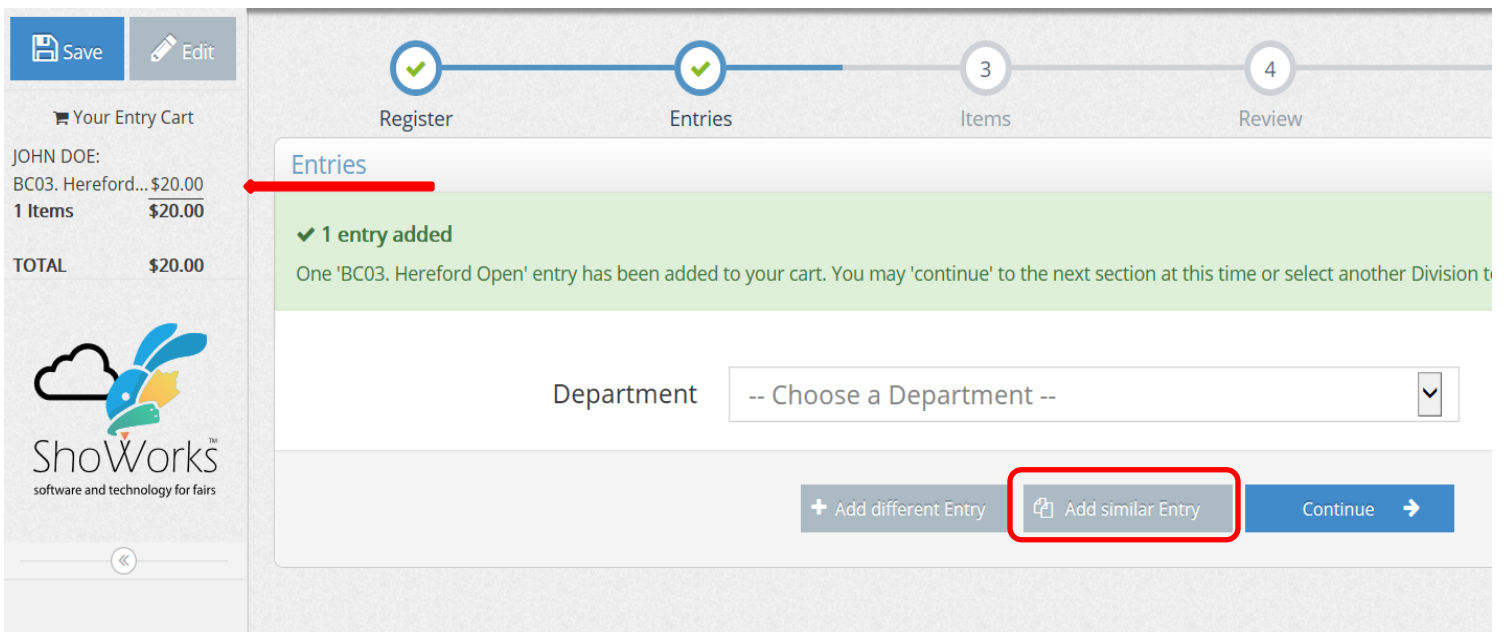 Save
Edit
Your Entry Cart
JOHN DOE:
BC03. Hereford... $20.00
1 Items $20.00
TOTAL $20.00
ShoWorks™
software and technology for fairs
3
4
Register
Entries
Items
Review
Entries
1 entry added
One 'BC03. Hereford Open' entry has been added to your cart. You may 'continue' to the next section at this time or select another Division
Department
-- Choose a Department --
Add different Entry
Add similar Entry
Continue